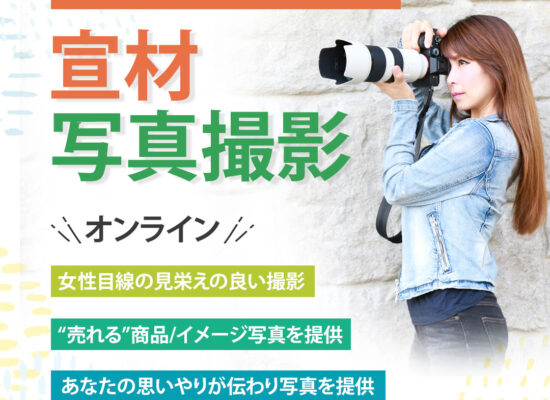 宣材
写真撮影
オンライン
女性目線の見栄えの良い撮影
“売れる”商品/イメージ写真を提供
あなたの思いやりが伝わり写真を提供